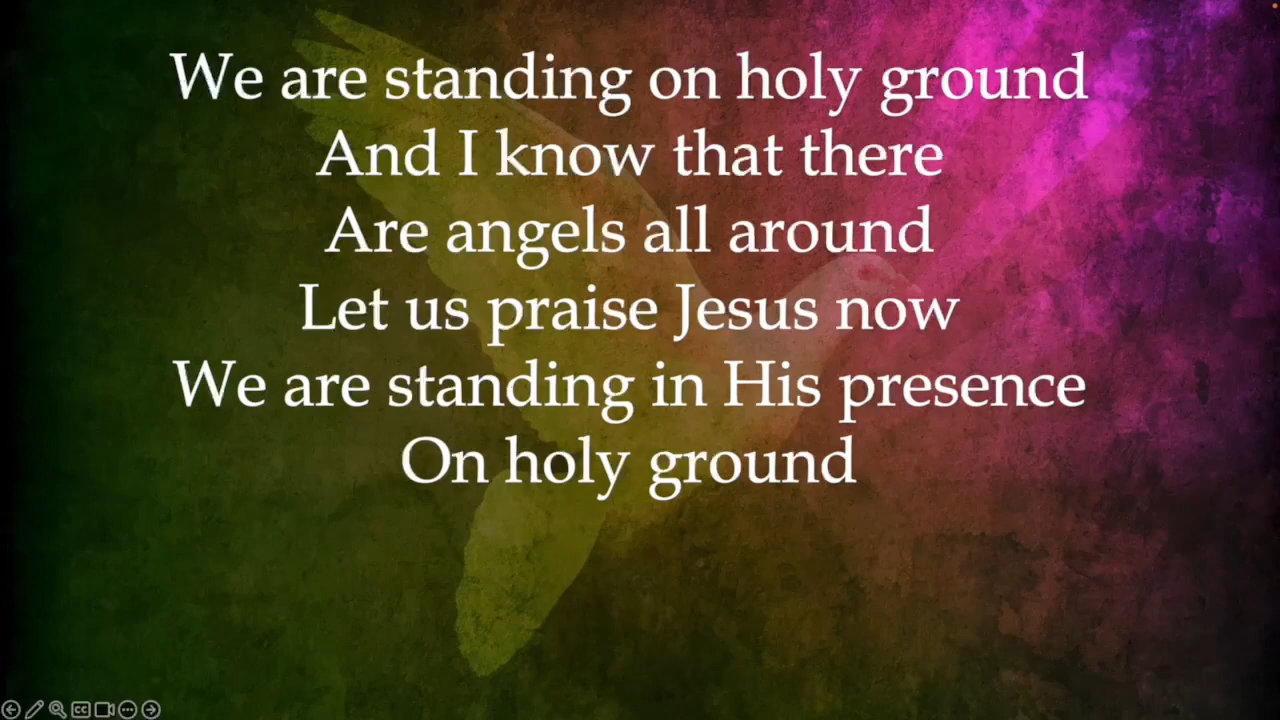 We are standing on holy ground
And I know that there
Are angels all around
Let us praise Jesus now
We are standing in His presence
On holy ground